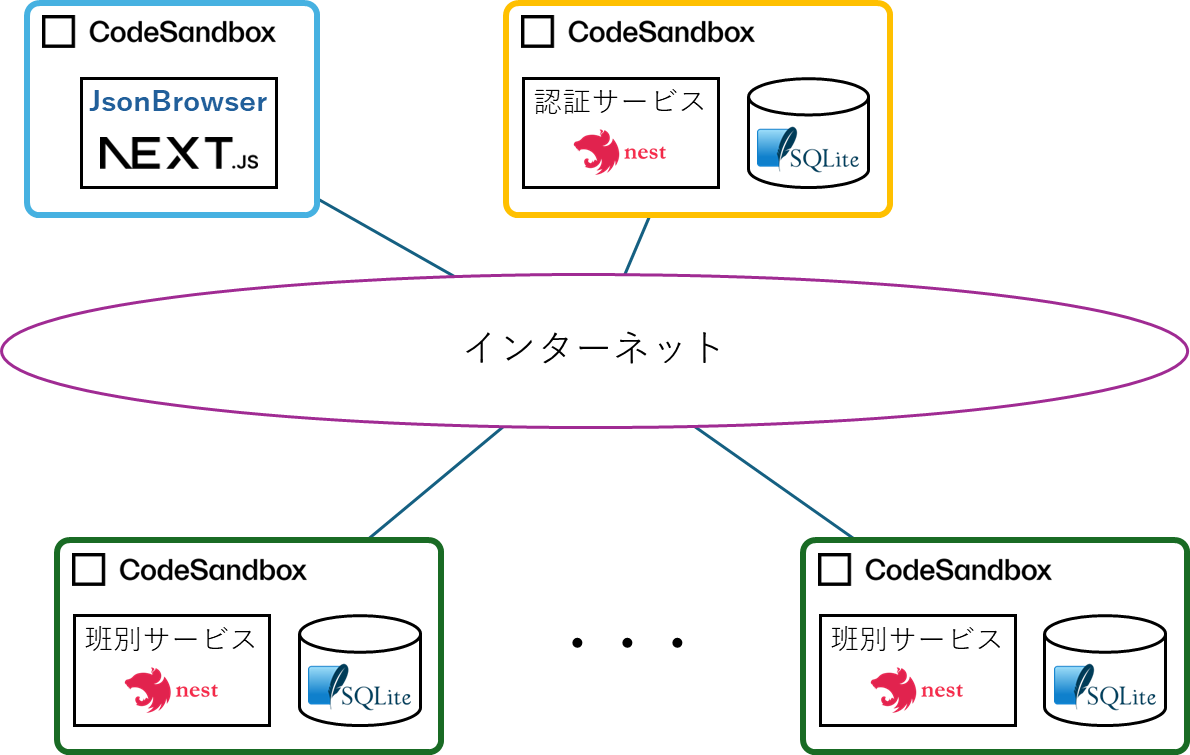 CodeSandbox
JsonBrowser
NEXT.JS
CodeSandbox
認証サービス
nest
SQLite
インターネット
CodeSandbox
班別サービス
nest
SQLite
・・・
CodeSandbox
班別サービス
nest
SQLite